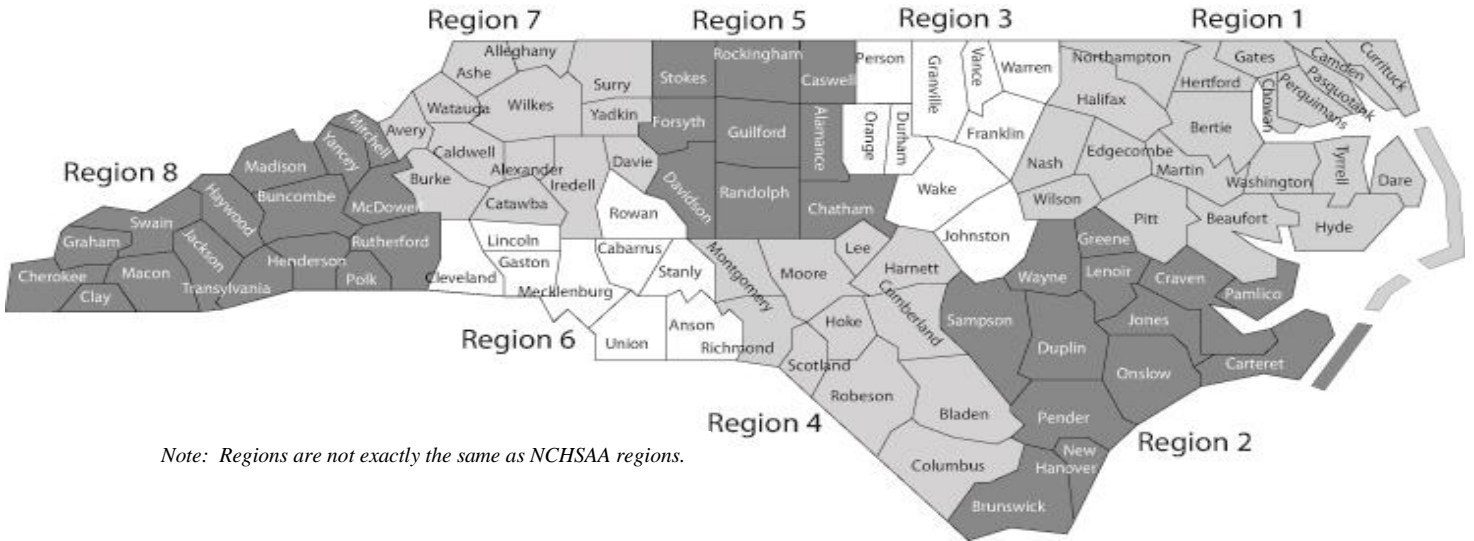 Region 7
Region 5
Region 3
Region 1
Alleghany
Ashe
Surry
Stokes
Rockingham
Caswell
Person
Granville
Vance
Warren
Northampton
Gates
Camden
Currituck
Hertford
Pasquotank
Perquimans
Chowan
Watauga
Wilkes
Yadkin
Forsyth
Guilford
Alamance
Orange
Durham
Franklin
Halifax
Bertie
Mitchell
Avery
Yancey
Caldwell
Alexander
Iredell
Davie
Nash
Edgecombe
Martin
Washington
Tyrrell
Dare
Region 8
Madison
Burke
Catawba
Davidson
Randolph
Chatham
Wake
Wilson
Haywood
Buncombe
McDowell
Rowan
Pitt
Beaufort
Hyde
Swain
Graham
Jackson
Rutherford
Lincoln
Cabarrus
Lee
Johnston
Greene
Cherokee
Macon
Henderson
Polk
Cleveland
Gaston
Stanly
Montgomery
Moore
Harnett
Wayne
Lenoir
Craven
Pamlico
Clay
Transylvania
Mecklenburg
Cumberland
Sampson
Jones
Region 6
Union
Anson
Richmond
Hoke
Duplin
Scotland
Onslow
Carteret
Robeson
Region 4
Bladen
Pender
Region 2
Note: Regions are not exactly the same as NCHSAA regions.
Columbus
New
Hanover
Brunswick